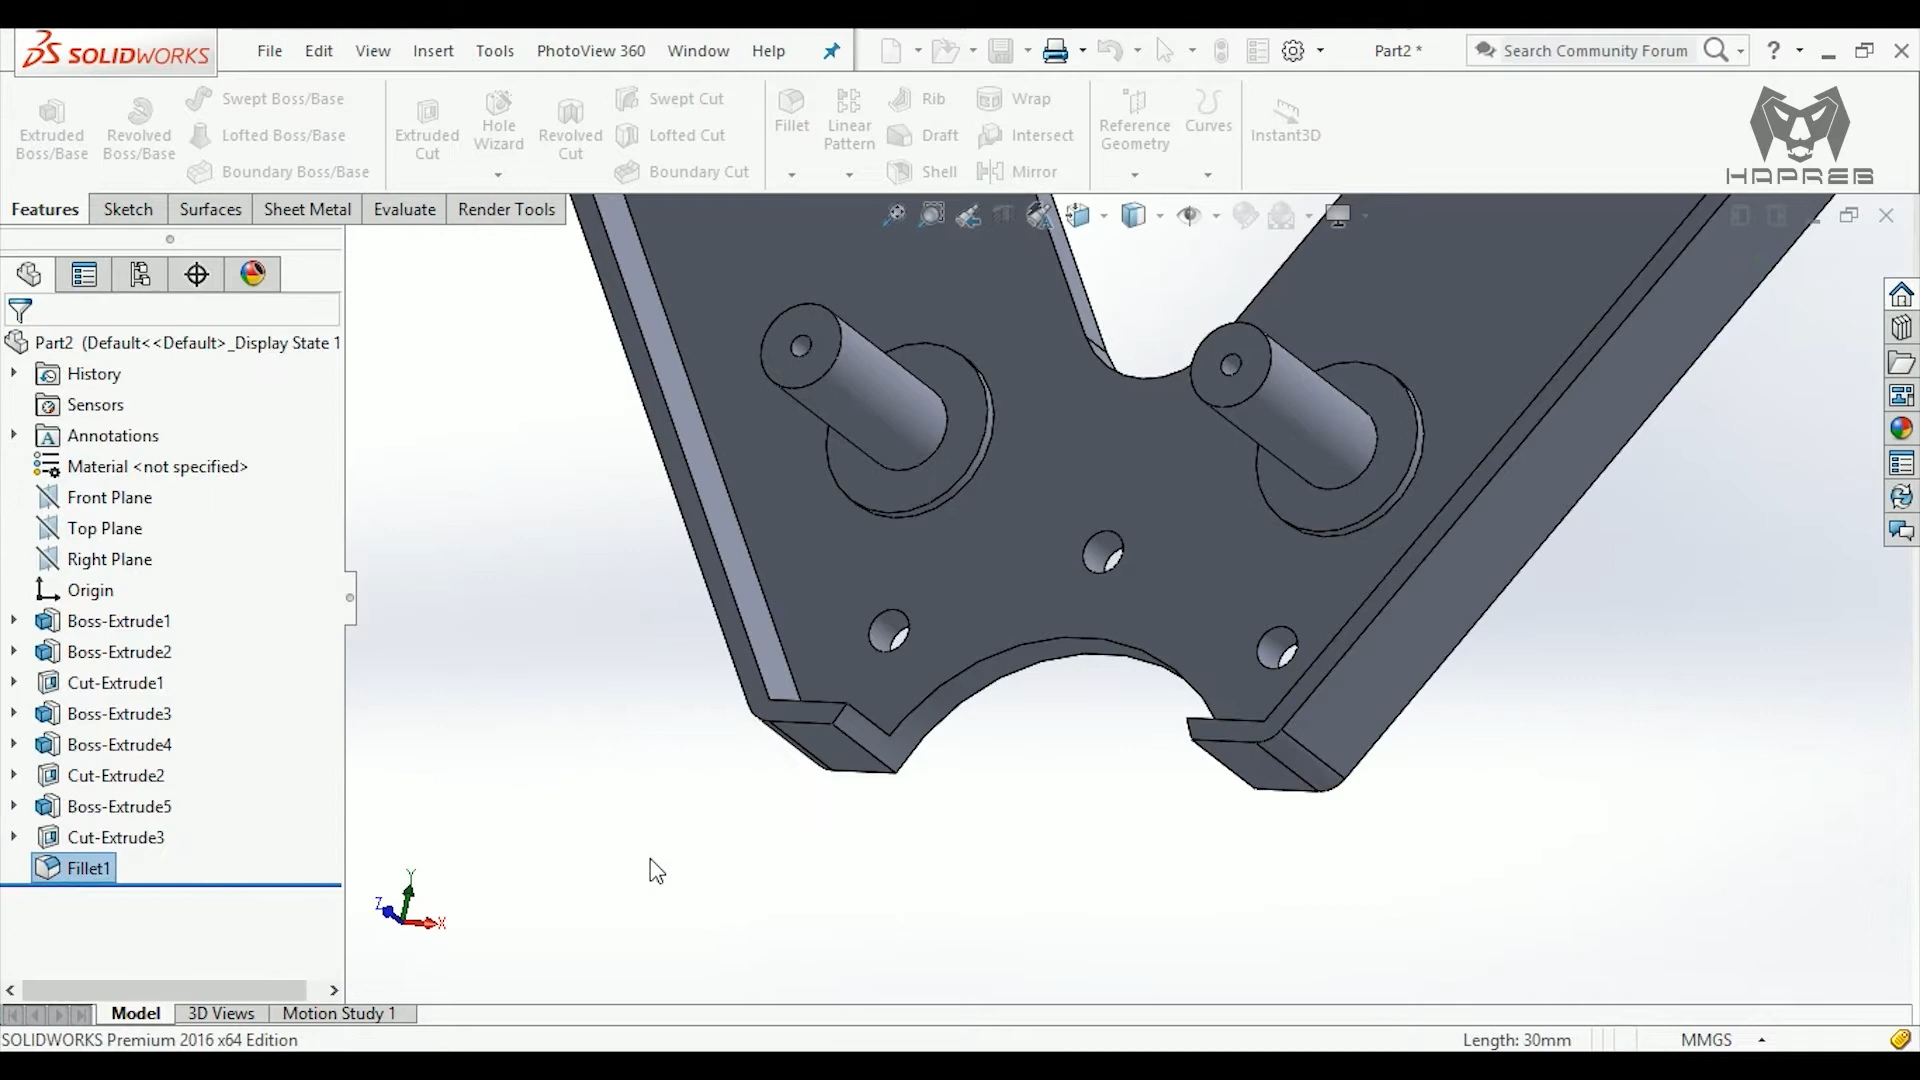 SOLIDWORKS
File Edit View Insert Tools PhotoView 360 Window Help
Part2 *
Search Community Forum
?
Extruded Boss/Base
Revolved Boss/Base
Swept Boss/Base
Lofted Boss/Base
Boundary Boss/Base
Extruded Cut
Hole Wizard
Revolved Cut
Swept Cut
Lofted Cut
Boundary Cut
Fillet
Linear Pattern
Rib
Draft
Shell
Wrap
Intersect
Mirror
Reference Geometry
Curves
Instant3D
HAPREB
Features Sketch Surfaces Sheet Metal Evaluate Render Tools
Part2 (Default<<Default>_Display State 1
History
Sensors
A Annotations
Material <not specified>
Front Plane
Top Plane
Right Plane
Origin
Boss-Extrude1
Boss-Extrude2
Cut-Extrude1
Boss-Extrude3
Boss-Extrude4
Cut-Extrude2
Boss-Extrude5
Cut-Extrude3
Fillet1
Y
Z
X
Model 3D Views Motion Study 1
SOLIDWORKS Premium 2016 x64 Edition
Length: 30mm
MMGS